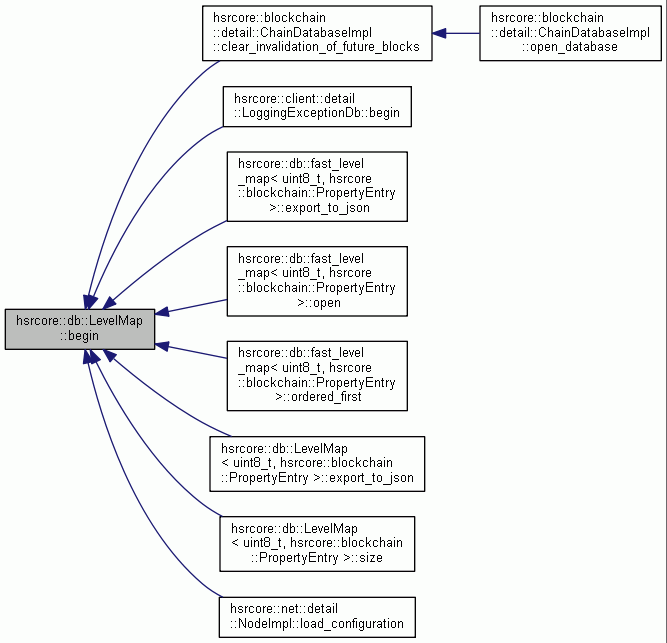 hsrcore::blockchain
::detail::ChainDatabaseImpl
::clear_invalidation_of_future_blocks
hsrcore::blockchain
::detail::ChainDatabaseImpl
::open_database
hsrcore::client::detail
::LoggingExceptionDb::begin
hsrcore::db::fast_level
_map< uint8_t, hsrcore
::blockchain::PropertyEntry
>::export_to_json
hsrcore::db::fast_level
_map< uint8_t, hsrcore
::blockchain::PropertyEntry
>::open
hsrcore::db::LevelMap
::begin
hsrcore::db::fast_level
_map< uint8_t, hsrcore
::blockchain::PropertyEntry
>::ordered_first
hsrcore::db::LevelMap
< uint8_t, hsrcore::blockchain
::PropertyEntry >::export_to_json
hsrcore::db::LevelMap
< uint8_t, hsrcore::blockchain
::PropertyEntry >::size
hsrcore::net::detail
::NodeImpl::load_configuration